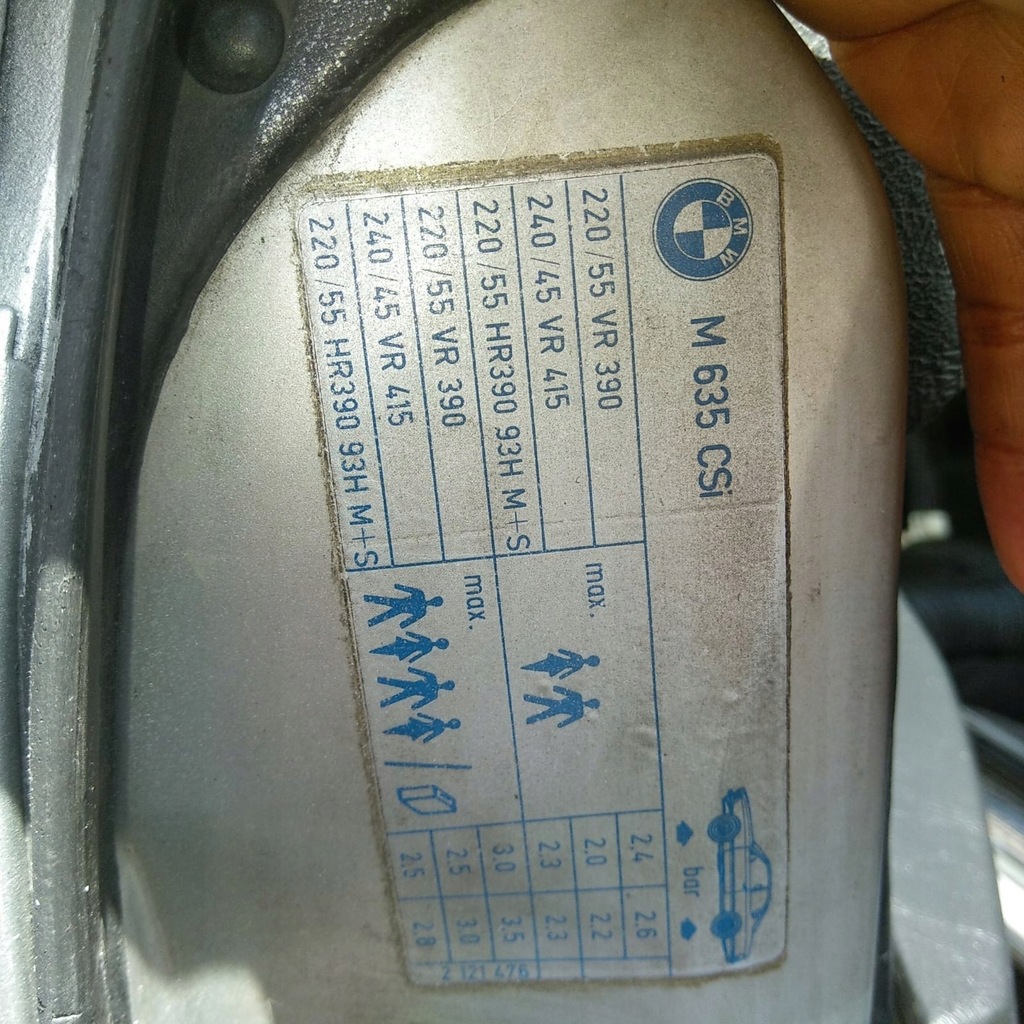 BMW M 635 CSi
bar
220/55 VR 390 max. 2.4 2.6
240/45 VR 415 2.0 2.2
220/55 HR390 93H M+S 2.3 2.3
220/55 VR 390 max. 3.0 3.5
240/45 VR 415 2.5 3.0
220/55 HR390 93H M+S 2.5 2.8
2 121 476